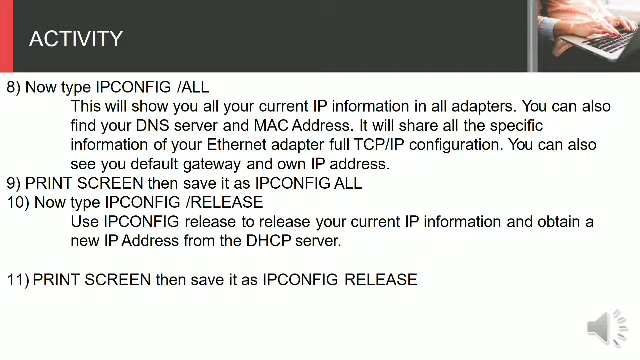 ACTIVITY
8) Now type IPCONFIG /ALL
This will show you all your current IP information in all adapters. You can also
find your DNS server and MAC Address. It will share all the specific
information of your Ethernet adapter full TCP/IP configuration. You can also
see you default gateway and own IP address.
9) PRINT SCREEN then save it as IPCONFIG ALL
10) Now type IPCONFIG /RELEASE
Use IPCONFIG release to release your current IP information and obtain a
new IP Address from the DHCP server.
11) PRINT SCREEN then save it as IPCONFIG RELEASE